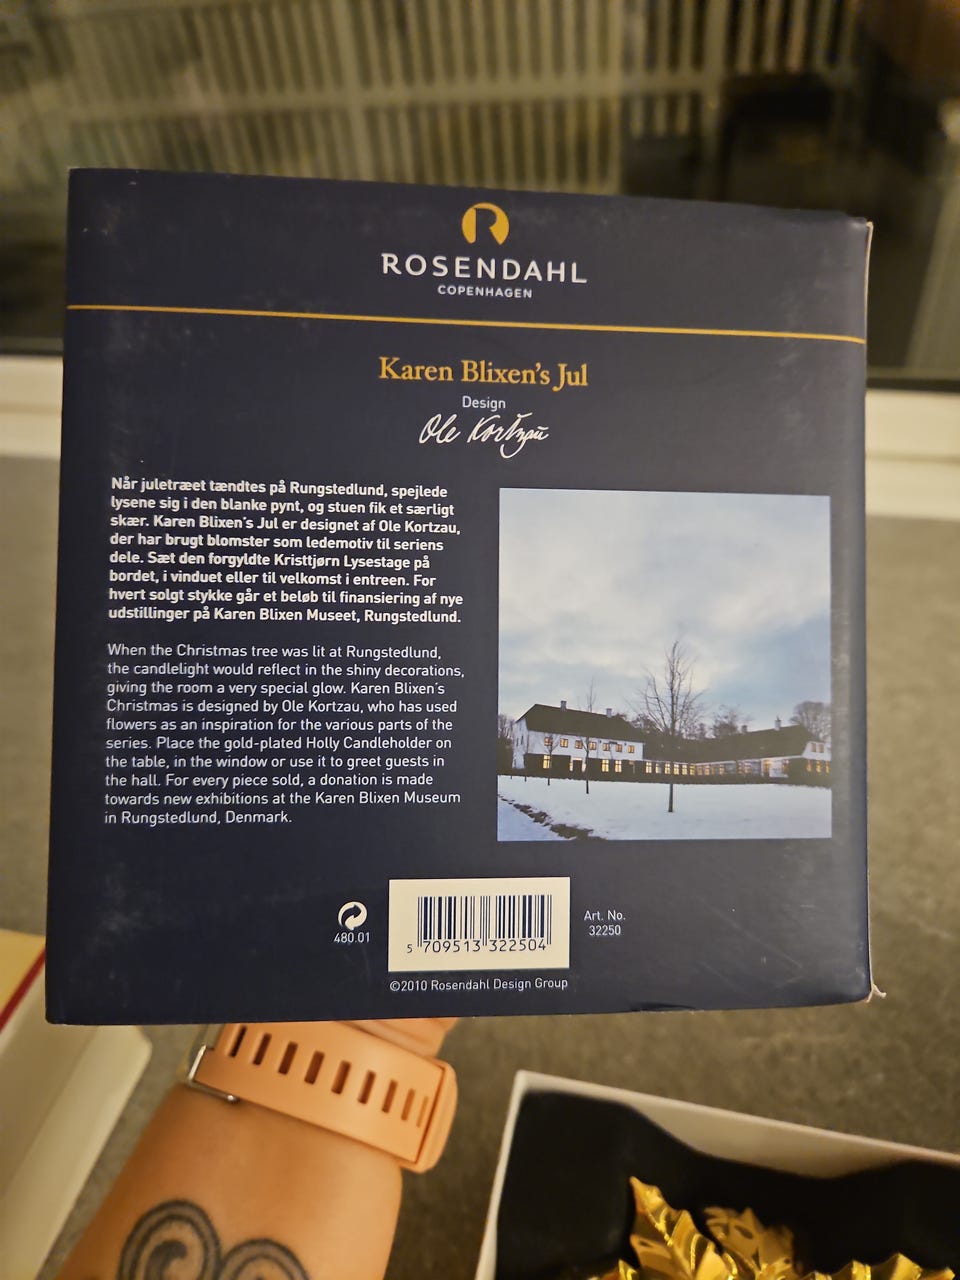 ROSENDAHL
COPENHAGEN
Karen Blixen's Jul
Design
Ole Kortzau
Når juletræet tændtes på Rungstedlund, spejlede
lysene sig i den blanke pynt, og stuen fik et særligt
skær. Karen Blixen's Jul er designet af Ole Kortzau,
der har brugt blomster som ledemotiv til seriens
dele. Sæt den forgyldte Kristtjørn Lysestage på
bordet, i vinduet eller til velkomst i entreen. For
hvert solgt stykke går et beløb til finansiering af nye
udstillinger på Karen Blixen Museet, Rungstedlund.
When the Christmas tree was lit at Rungstedlund,
the candlelight would reflect in the shiny decorations,
giving the room a very special glow. Karen Blixen's
Christmas is designed by Ole Kortzau, who has used
flowers as an inspiration for the various parts of the
series. Place the gold-plated Holly Candleholder on
the table, in the window or use it to greet guests in
the hall. For every piece sold, a donation is made
towards new exhibitions at the Karen Blixen Museum
in Rungstedlund, Denmark.
480.01
5 709513 322504
Art. No.
32250
©2010 Rosendahl Design Group